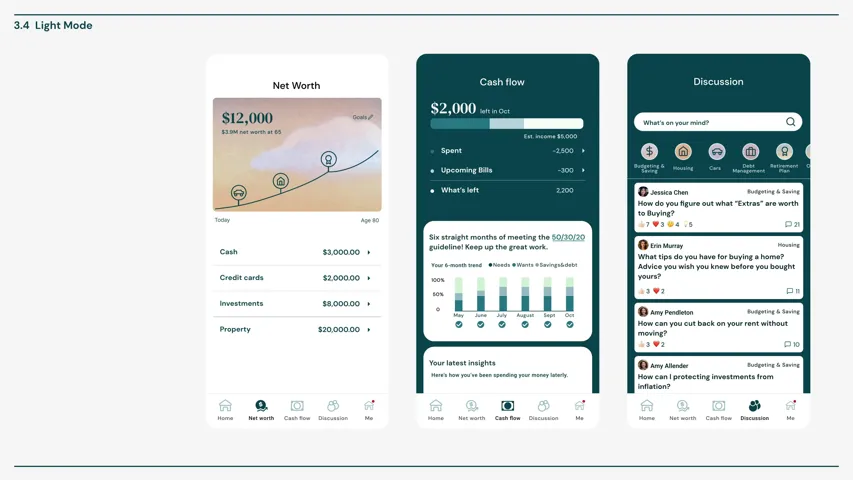 3.4 Light Mode
Net Worth
$12,000
Goals
$3.9M net worth at 65
Today
Age 80
Cash $3,000.00
Credit cards $2,000.00
Investments $8,000.00
Property $20,000.00
Home Net worth Cash flow Discussion Me
Cash flow
$2,000 left in Oct
Est. income $5,000
Spent -2,500
Upcoming Bills -300
What's left 2,200
Six straight months of meeting the 50/30/20
guideline! Keep up the great work.
Your 6-month trend Needs Wants Savings&debt
100%
50%
0
May June July August Sept Oct
Your latest insights
Here's how you've been spending your money lately.
Home Net worth Cash flow Discussion Me
Discussion
What's on your mind?
Budgeting &
Saving
Housing
Cars
Debt
Management
Retirement
Plan
Jessica Chen Budgeting & Saving
How do you figure out what "Extras" are worth
to Buying?
7 3 4 5 21
Erin Murray Housing
What tips do you have for buying a home?
Advice you wish you knew before you bought
yours?
3 2 11
Amy Pendleton Budgeting & Saving
How can you cut back on your rent without
moving?
3 2 10
Amy Allender Budgeting & Saving
How can I protecting investments from
inflation?
Home Net worth Cash flow Discussion Me